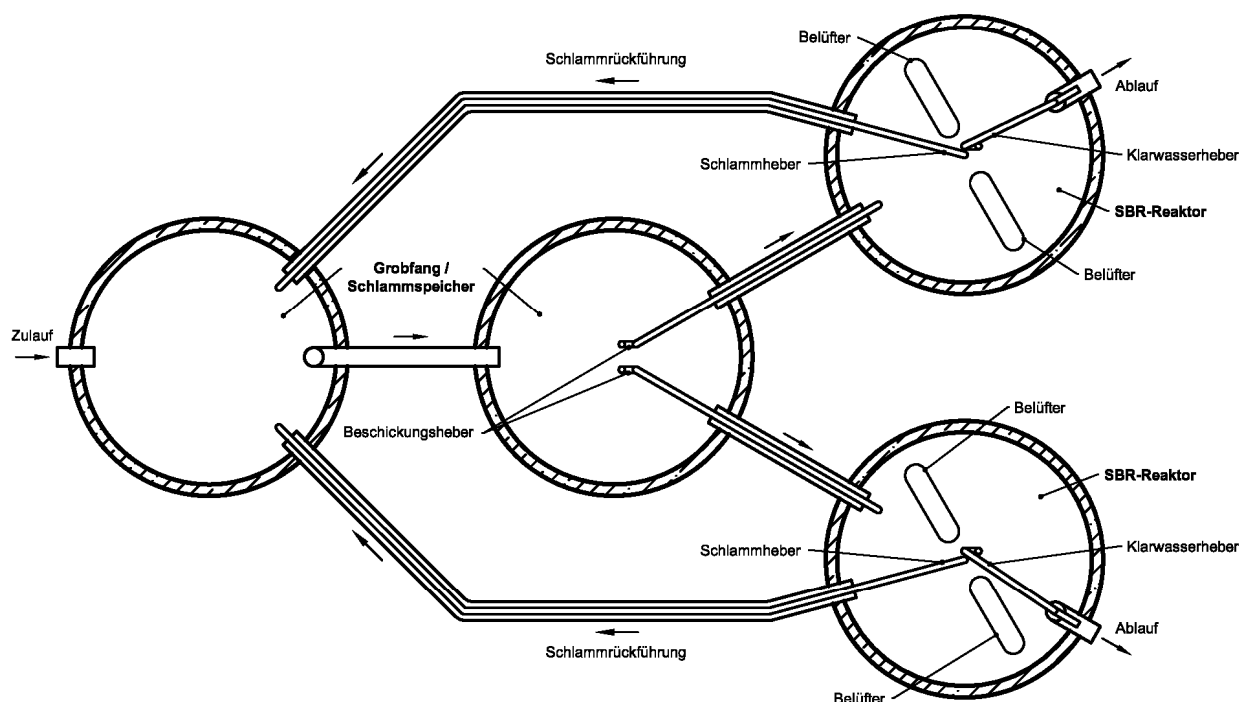 Belüfter
Schlammrückführung
Ablauf
Schlammheber
Klarwasserheber
SBR-Reaktor
Grobfang /
Schlammspeicher
Belüfter
Zulauf
Beschickungsheber
Belüfter
SBR-Reaktor
Schlammheber
Klarwasserheber
Ablauf
Schlammrückführung
Belüfter